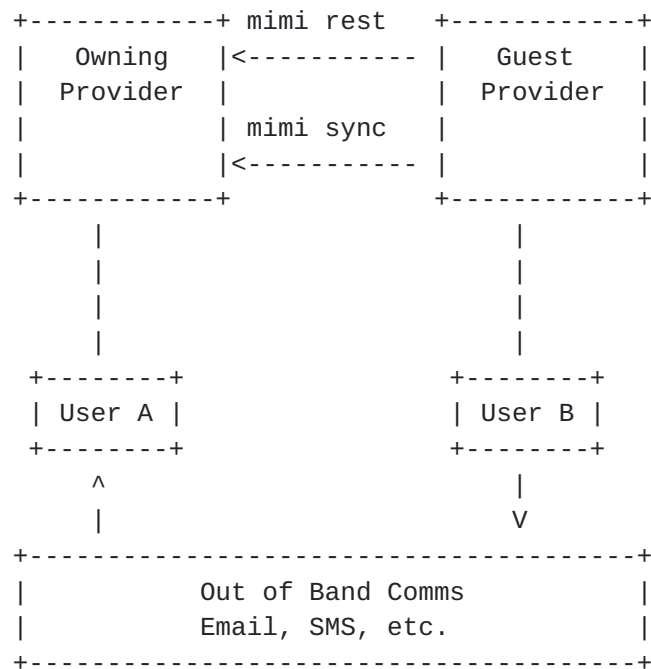 mimi rest
Owning Guest
Provider Provider
mimi sync
User A User B
Out of Band Comms
Email, SMS, etc.